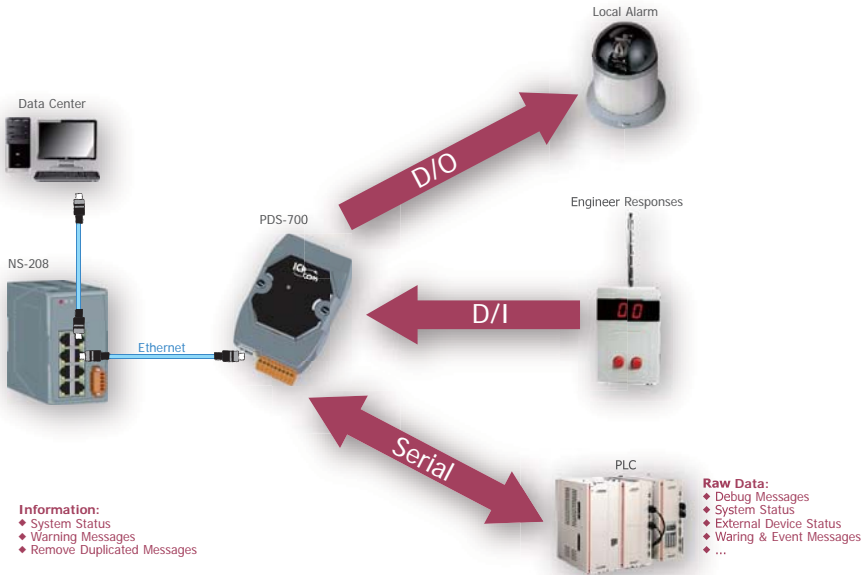 Local Alarm
Data Center
D/O
Engineer Responses
PDS-700
NS-208
00
D/I
Ethernet
Serial
PLC
Raw Data:
◆ Debug Messages
◆ System Status
◆ External Device Status
◆ Waring & Event Messages
◆ ...
Information:
◆ System Status
◆ Warning Messages
◆ Remove Duplicated Messages